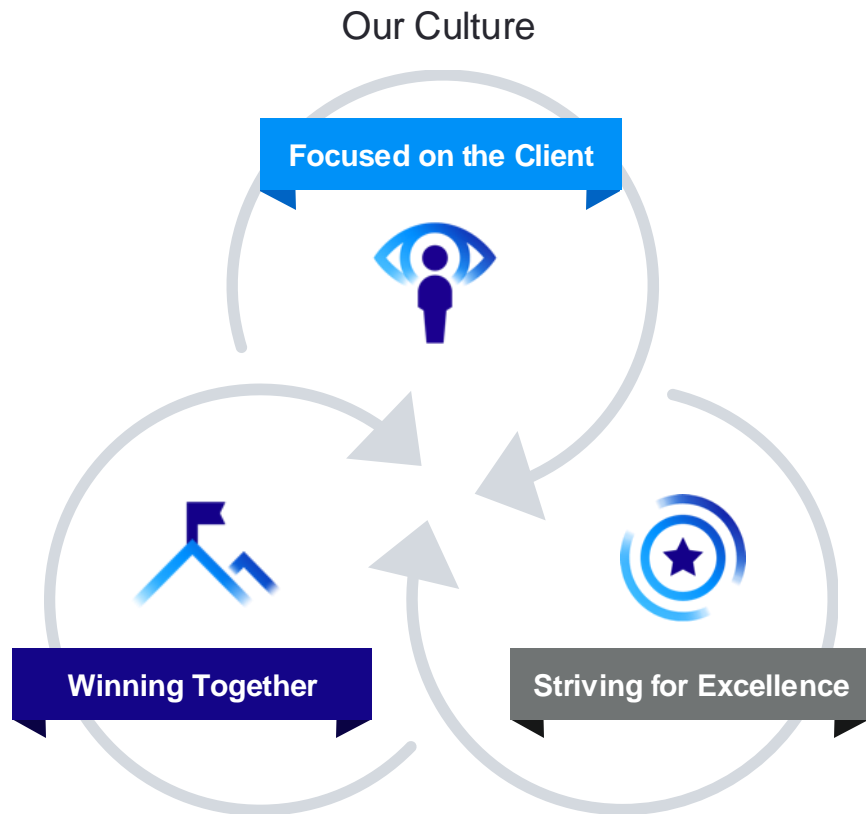 Our Culture
Focused on the Client
Winning Together
Striving for Excellence